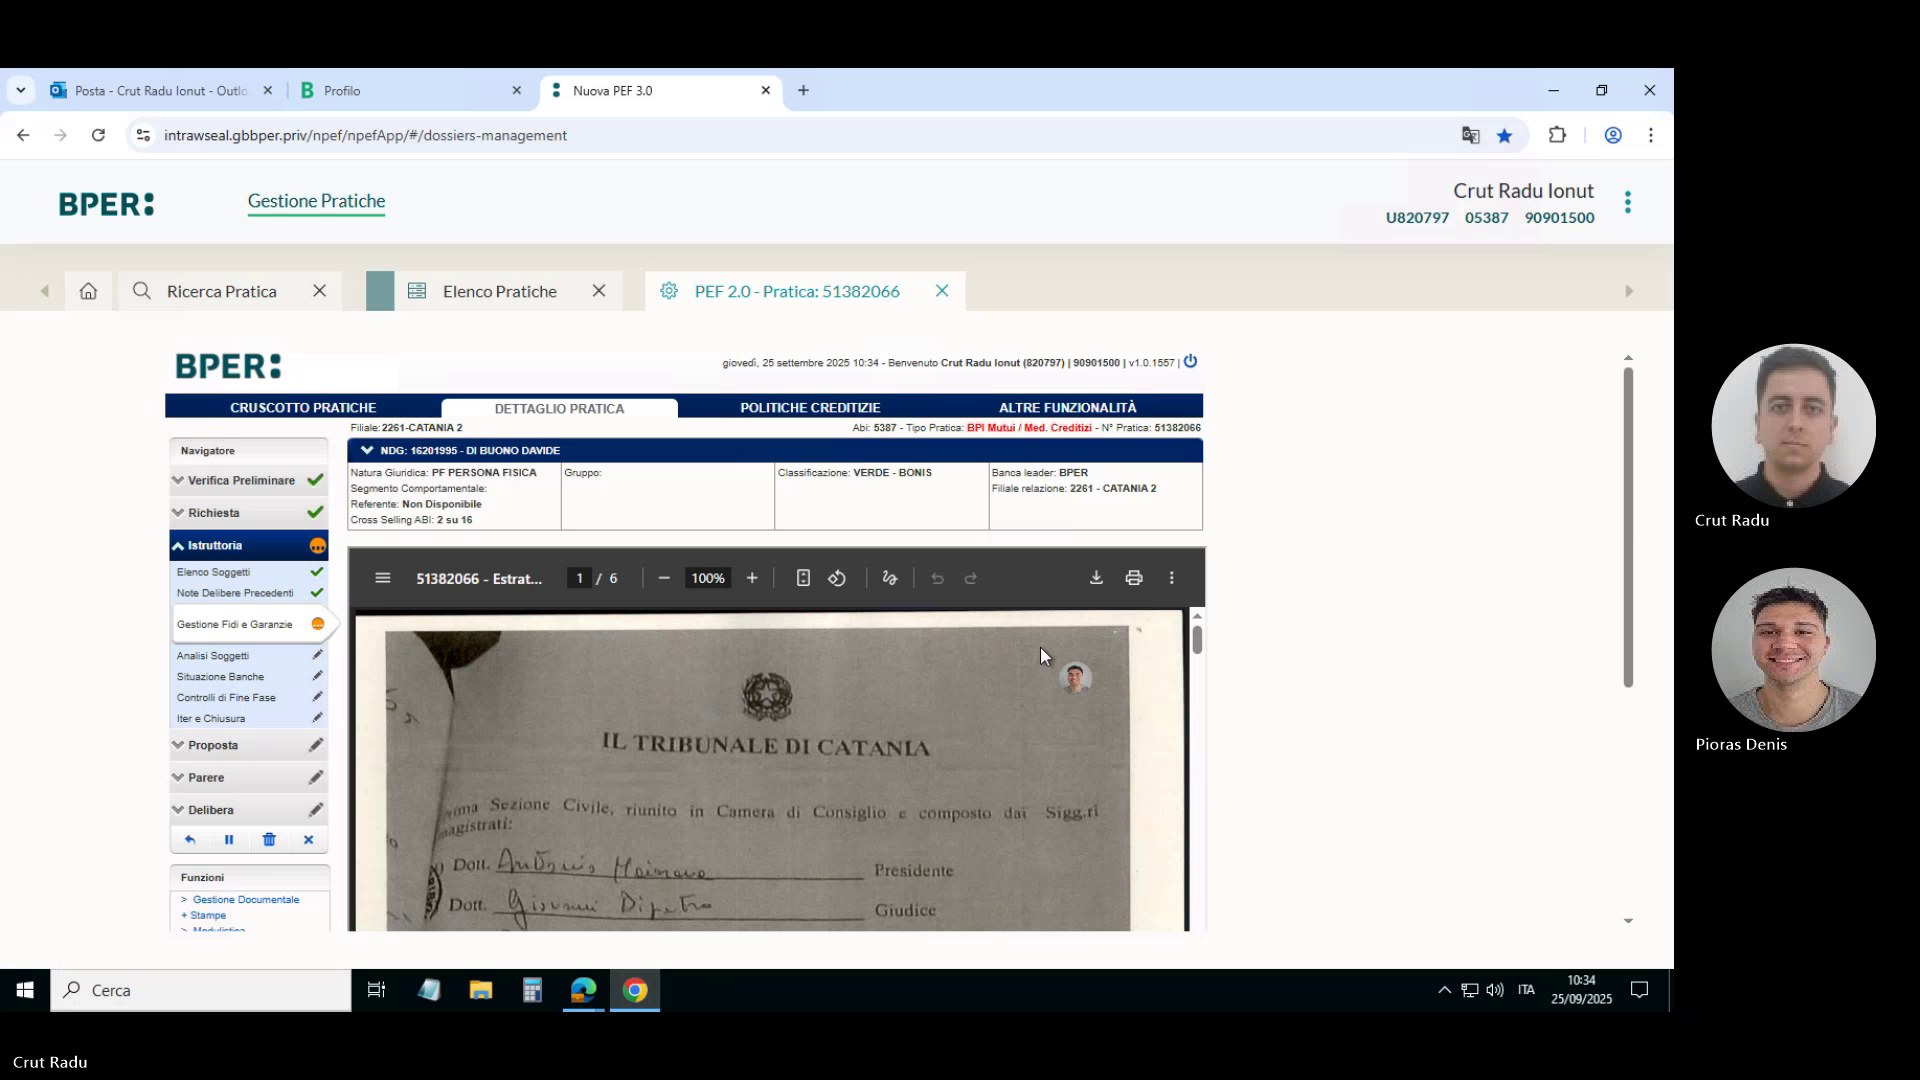 Posta - Crut Radu Ionut - Outlo
Profilo
Nuova PEF 3.0
intrawseal.gbbper.priv/npef/npefApp/#/dossiers-management
BPER:
Gestione Pratiche
Crut Radu Ionut
U820797 05387 90901500
Ricerca Pratica
Elenco Pratiche
PEF 2.0 - Pratica: 51382066
BPER:
giovedì, 25 settembre 2025 10:34 - Benvenuto Crut Radu Ionut (820797) | 90901500 | v1.0.1557 |
CRUSCOTTO PRATICHE
DETTAGLIO PRATICA
POLITICHE CREDITIZIE
ALTRE FUNZIONALITÀ
Filiale: 2261-CATANIA 2
Abi: 5387 - Tipo Pratica: BPI Mutui / Med. Creditizi - N° Pratica: 51382066
Navigatore
Verifica Preliminare
Richiesta
Istruttoria
Elenco Soggetti
Note Delibere Precedenti
Gestione Fidi e Garanzie
Analisi Soggetti
Situazione Banche
Controlli di Fine Fase
Iter e Chiusura
Proposta
Parere
Delibera
Funzioni
> Gestione Documentale
+ Stampe
> Modulistica
NDG: 16201995 - DI BUONO DAVIDE
Natura Giuridica: PF PERSONA FISICA
Segmento Comportamentale:
Referente: Non Disponibile
Cross Selling ABI: 2 su 16
Gruppo:
Classificazione: VERDE - BONIS
Banca leader: BPER
Filiale relazione: 2261 - CATANIA 2
51382066 - Estrat...
1 / 6
100%
IL TRIBUNALE DI CATANIA
Sezione Civile, riunito in Camera di Consiglio e composto dai Sigg.ri
magistrati:
Dott. Antonio Presidente
Dott. Giovanni Dipietro Giudice
Cerca
ITA
10:34
25/09/2025
Crut Radu
Pioras Denis
Crut Radu